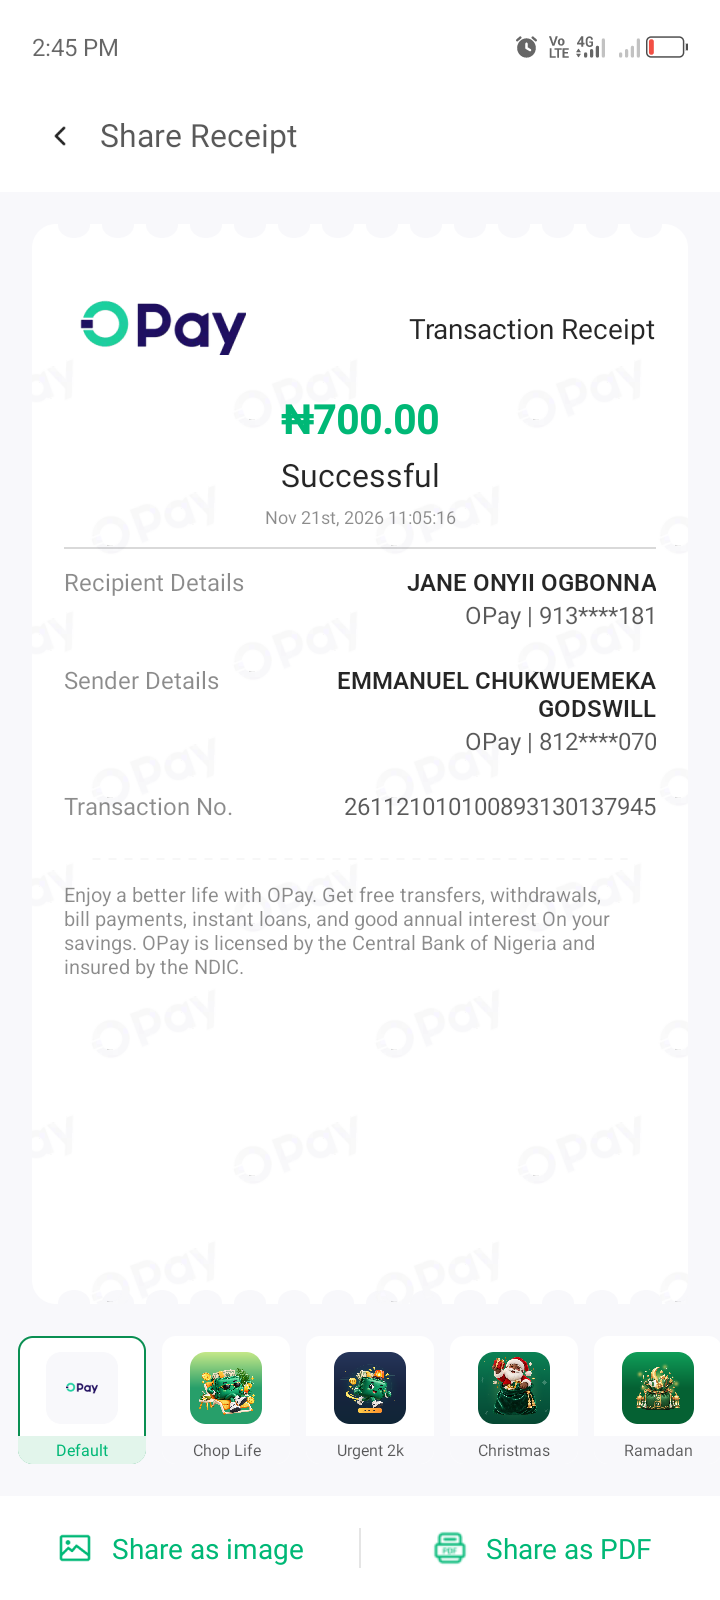 2:45 PM
Vo LTE 4G
Share Receipt
OPay
Transaction Receipt
₦700.00
Successful
Nov 21st, 2026 11:05:16
Recipient Details
JANE ONYII OGBONNA
OPay | 913****181
Sender Details
EMMANUEL CHUKWUEMEKA
GODSWILL
OPay | 812****070
Transaction No.
261121010100893130137945
Enjoy a better life with OPay. Get free transfers, withdrawals,
bill payments, instant loans, and good annual interest On your
savings. OPay is licensed by the Central Bank of Nigeria and
insured by the NDIC.
OPay
Default
Chop Life
Urgent 2k
Christmas
Ramadan
Share as image
PDF
Share as PDF